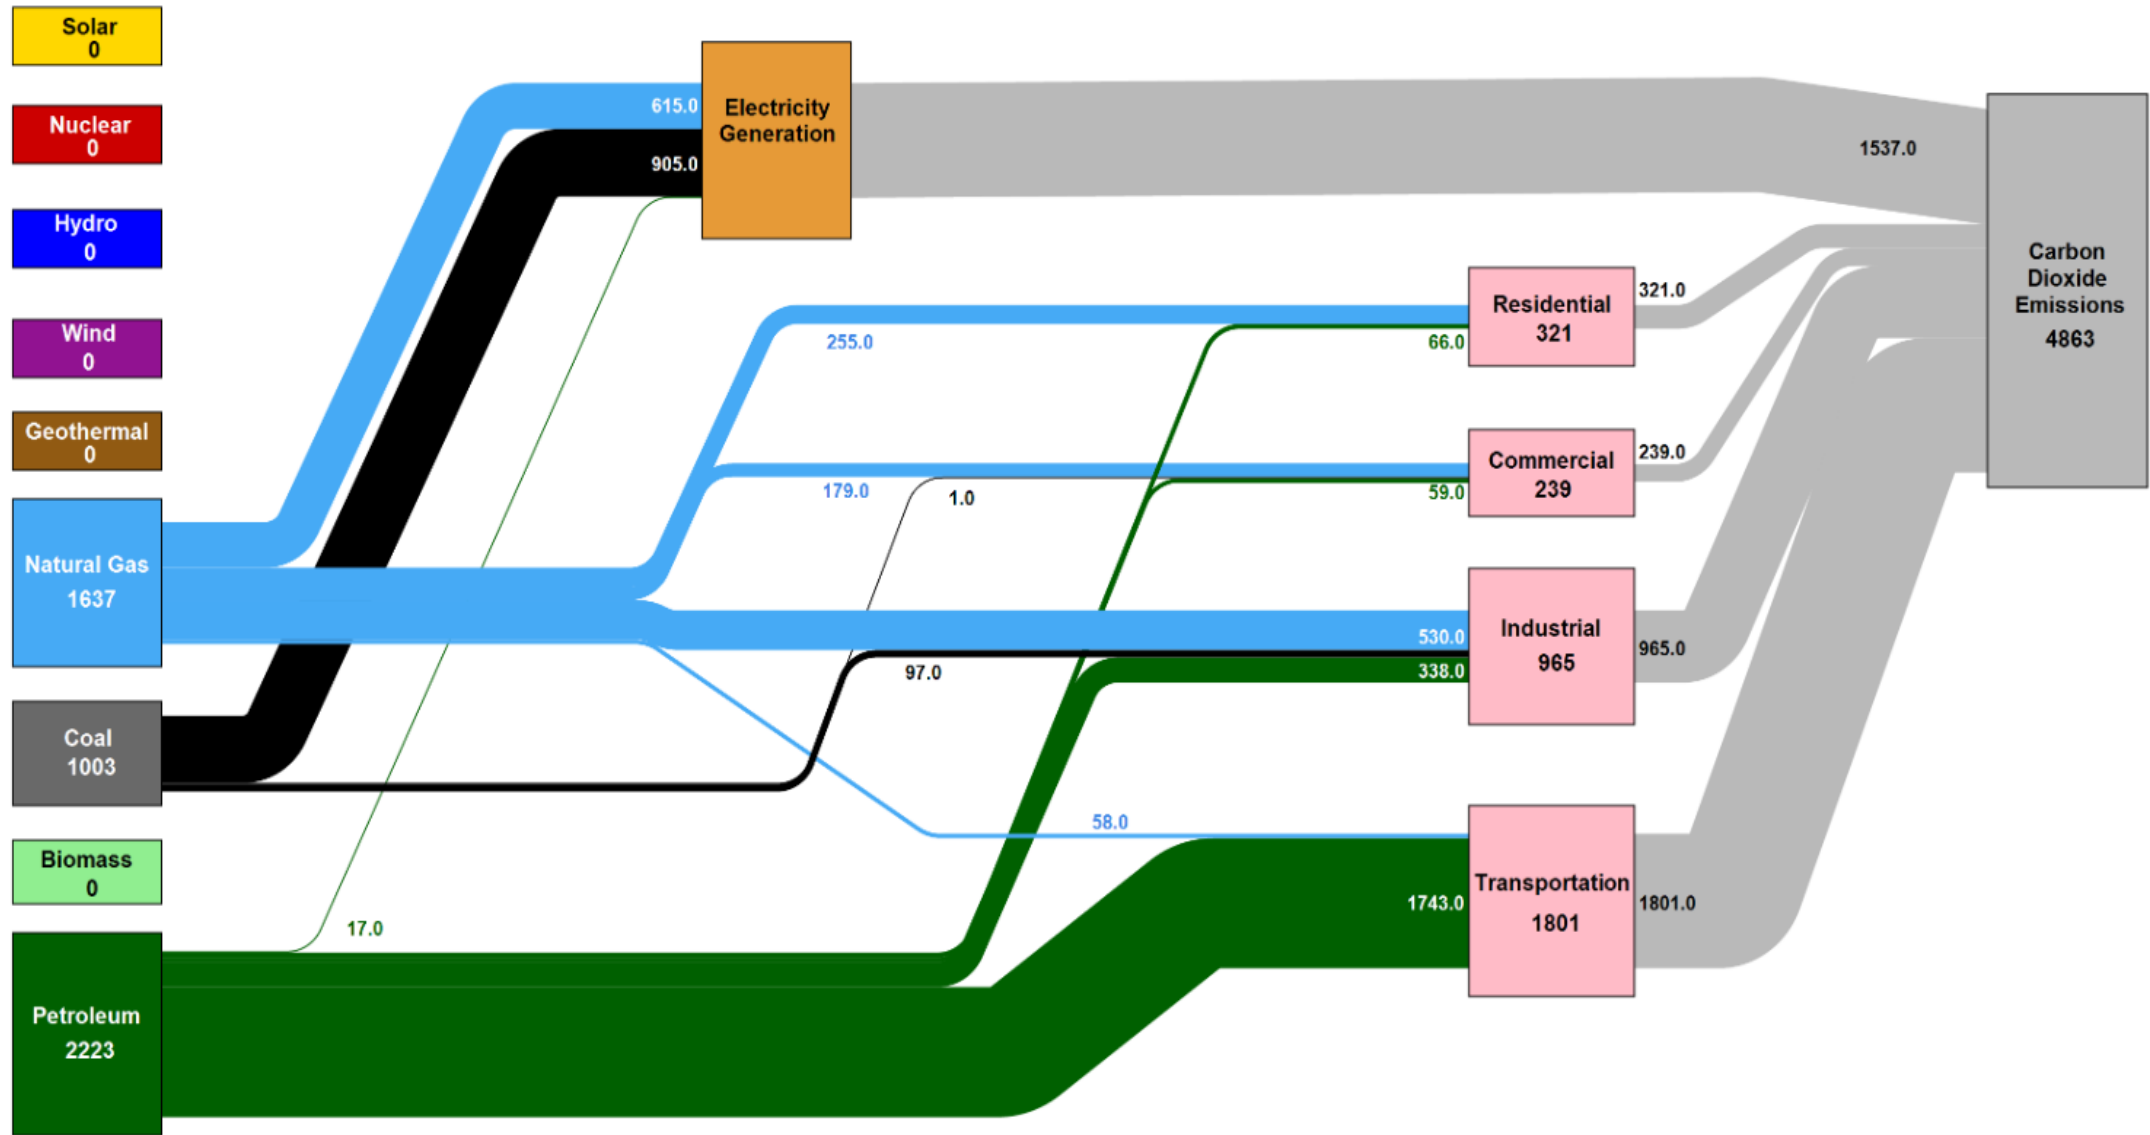 Solar
0
Nuclear
0
Hydro
0
Wind
0
Geothermal
0
Natural Gas
1637
Coal
1003
Biomass
0
Petroleum
2223
615.0
905.0
17.0
Electricity
Generation
255.0
179.0
1.0
97.0
58.0
66.0
59.0
530.0
338.0
1743.0
Residential
321
Commercial
239
Industrial
965
Transportation
1801
1537.0
321.0
239.0
965.0
1801.0
Carbon
Dioxide
Emissions
4863